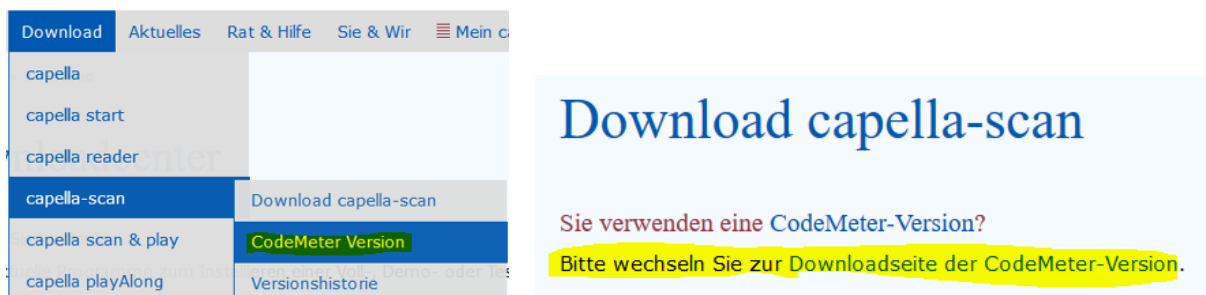 Download Aktuelles Rat & Hilfe Sie & Wir Mein c
capella
capella start
capella reader
capella-scan
Download capella-scan
capella scan & play
CodeMeter Version
capella playAlong
Versionshistorie
Download capella-scan
Sie verwenden eine CodeMeter-Version?
Bitte wechseln Sie zur Downloadseite der CodeMeter-Version.